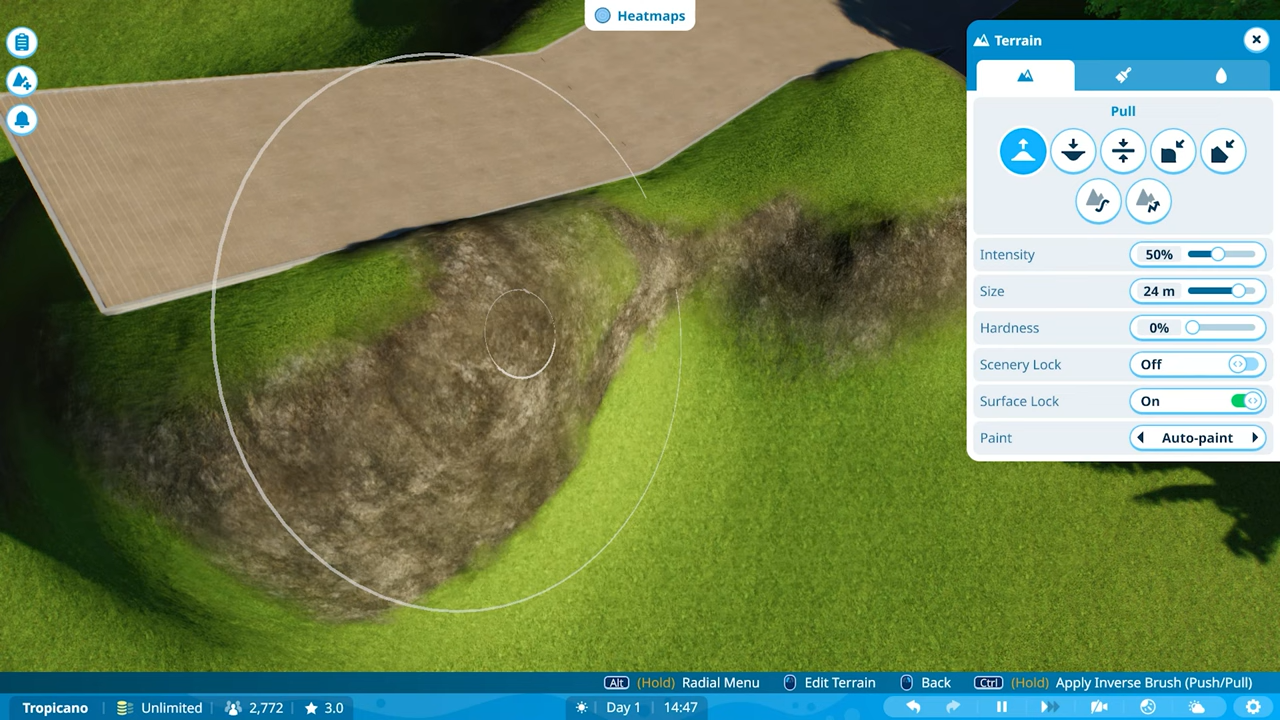 Heatmaps
Terrain
Pull
Intensity 50%
Size 24 m
Hardness 0%
Scenery Lock Off
Surface Lock On
Paint Auto-paint
Alt (Hold) Radial Menu Edit Terrain Back Ctrl (Hold) Apply Inverse Brush (Push/Pull)
Tropicano Unlimited 2,772 3.0 Day 1 14:47